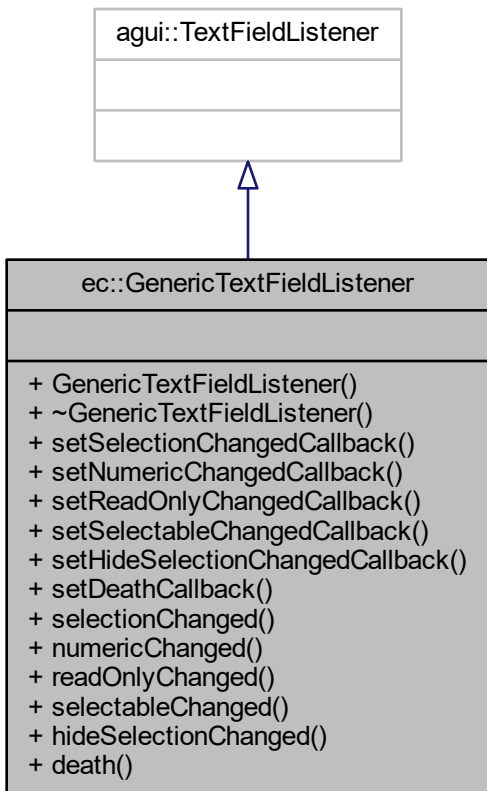 agui::TextFieldListener
ec::GenericTextFieldListener
+ GenericTextFieldListener()
+ ~GenericTextFieldListener()
+ setSelectionChangedCallback()
+ setNumericChangedCallback()
+ setReadOnlyChangedCallback()
+ setSelectableChangedCallback()
+ setHideSelectionChangedCallback()
+ setDeathCallback()
+ selectionChanged()
+ numericChanged()
+ readOnlyChanged()
+ selectableChanged()
+ hideSelectionChanged()
+ death()